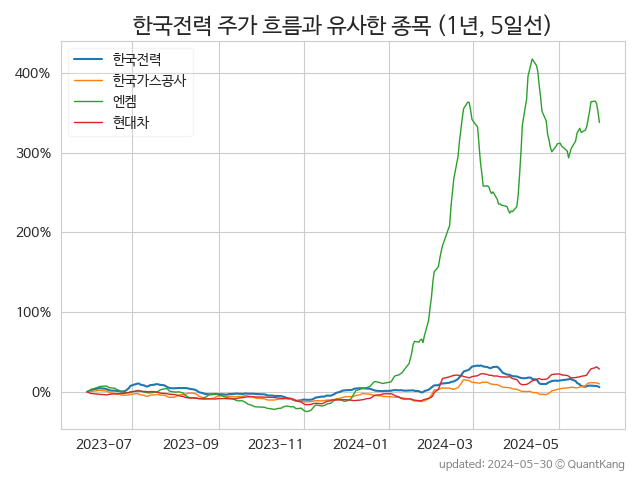 한국전력 주가 흐름과 유사한 종목 (1년, 5일선)
한국전력
한국가스공사
엔켐
현대차
400%
300%
200%
100%
0%
2023-07 2023-09 2023-11 2024-01 2024-03 2024-05
updated: 2024-05-30 © QuantKang